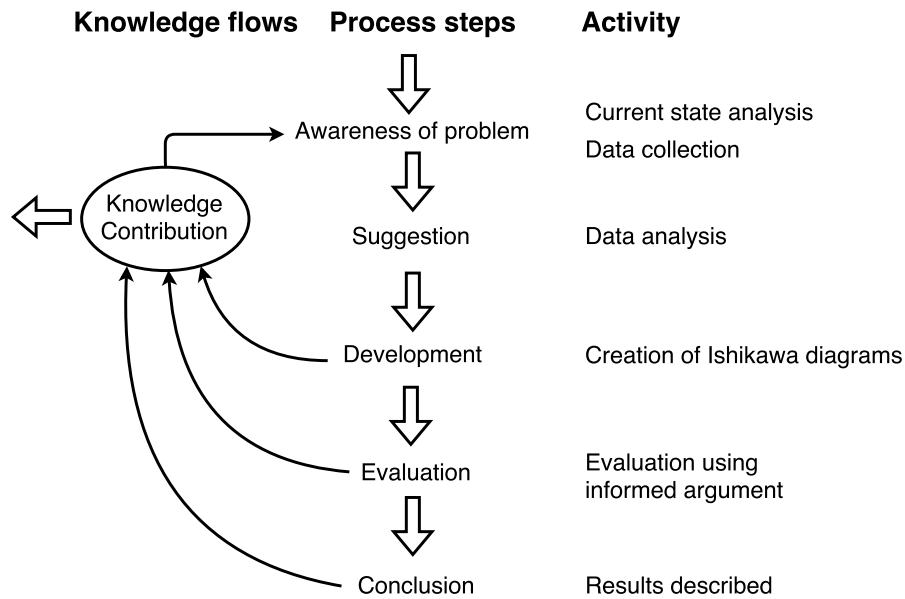 Knowledge flows
Process steps
Activity
Awareness of problem
Current state analysis
Data collection
Knowledge
Contribution
Suggestion
Data analysis
Development
Creation of Ishikawa diagrams
Evaluation
Evaluation using
informed argument
Conclusion
Results described